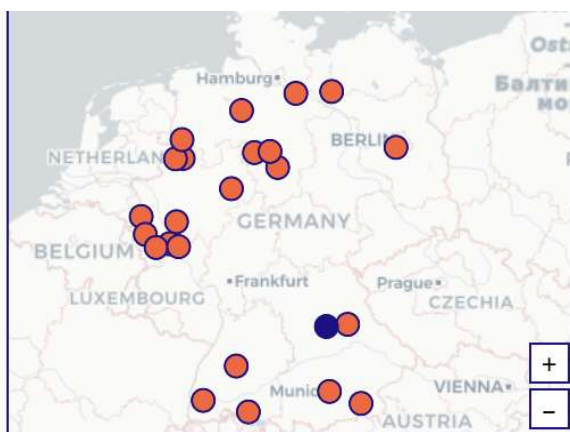 Ost
Hamburg
Балти
мо
BERLIN
NETHERLAN
GERMANY
BELGIUM
Frankfurt
Prague
LUXEMBOURG
CZECHIA
+
Munic
VIENNA
−
AUSTRIA